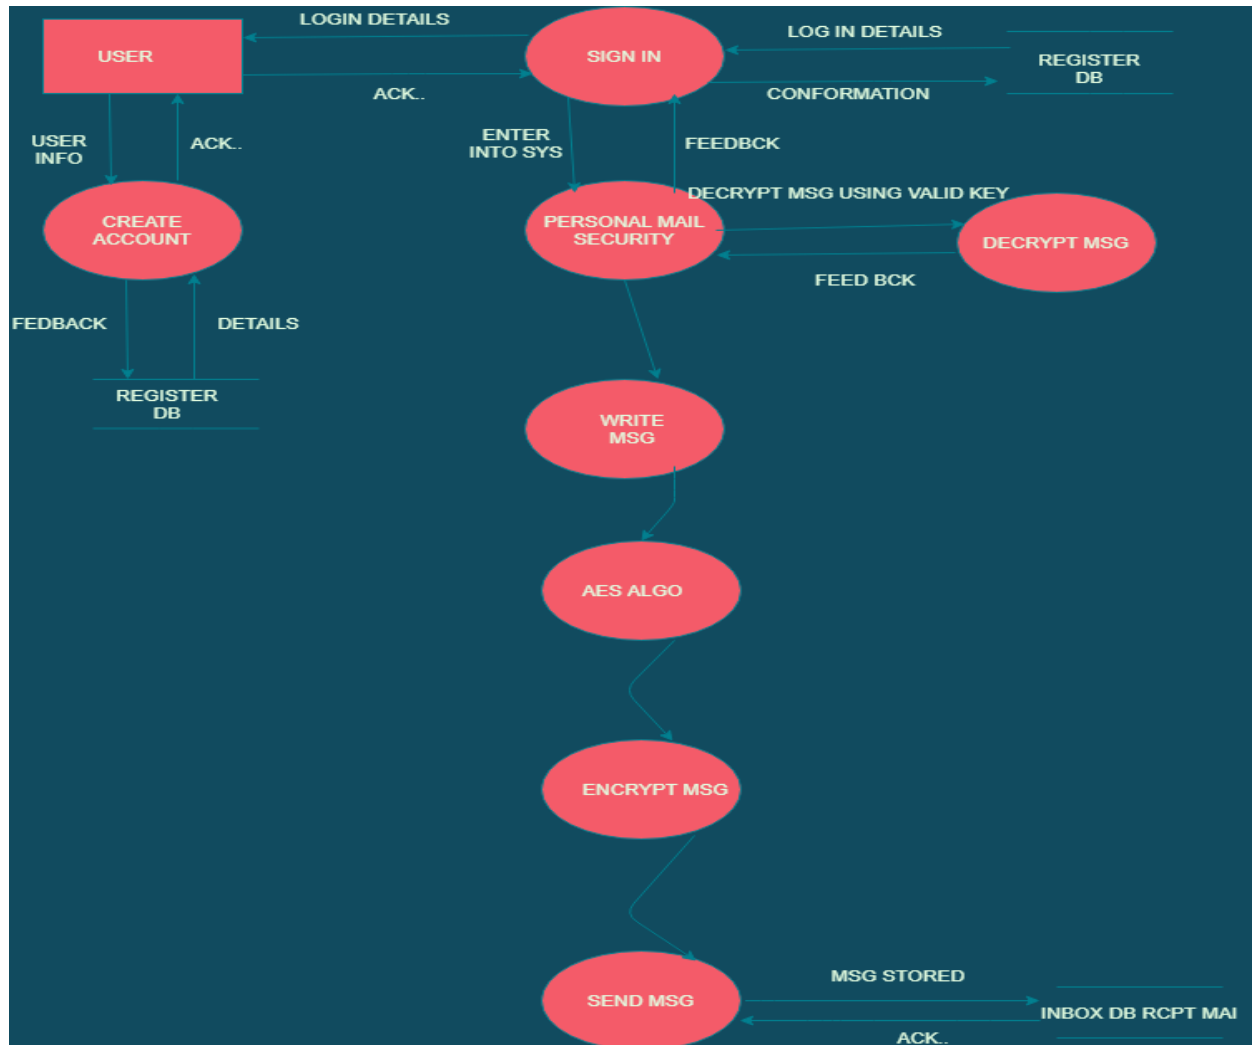 LOGIN DETAILS
USER
SIGN IN
LOG IN DETAILS
REGISTER
DB
ACK..
CONFORMATION
USER
INFO
ACK..
ENTER
INTO SYS
FEEDBCK
DECRYPT MSG USING VALID KEY
CREATE
ACCOUNT
PERSONAL MAIL
SECURITY
DECRYPT MSG
FEED BCK
FEDBACK
DETAILS
REGISTER
DB
WRITE
MSG
AES ALGO
ENCRYPT MSG
MSG STORED
SEND MSG
INBOX DB RCPT MAI
ACK..